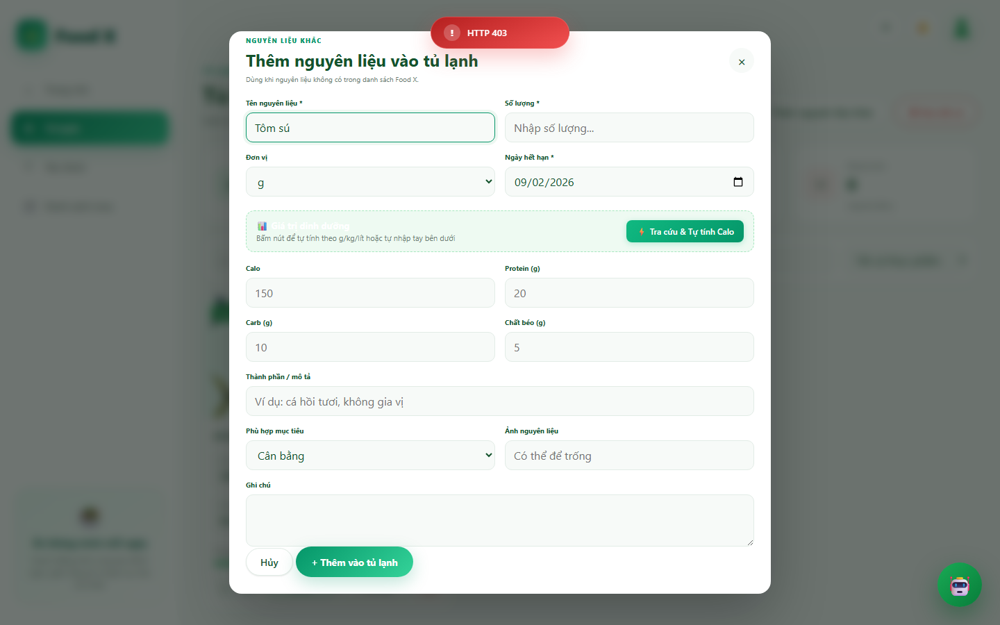 HTTP 403
NGUYÊN LIỆU KHÁC
Thêm nguyên liệu vào tủ lạnh
Dùng khi nguyên liệu không có trong danh sách Food X.
Tên nguyên liệu *
Số lượng *
Tôm sú
Nhập số lượng...
Đơn vị
Ngày hết hạn *
g
09/02/2026
Giá trị dinh dưỡng
Bấm nút để tự tính theo g/kg/lít hoặc tự nhập tay bên dưới
Tra cứu & Tự tính Calo
Calo
Protein (g)
150
20
Carb (g)
Chất béo (g)
10
5
Thành phần / mô tả
Ví dụ: cá hồi tươi, không gia vị
Phù hợp mục tiêu
Ảnh nguyên liệu
Cân bằng
Có thể để trống
Ghi chú
Hủy
+ Thêm vào tủ lạnh
Food X